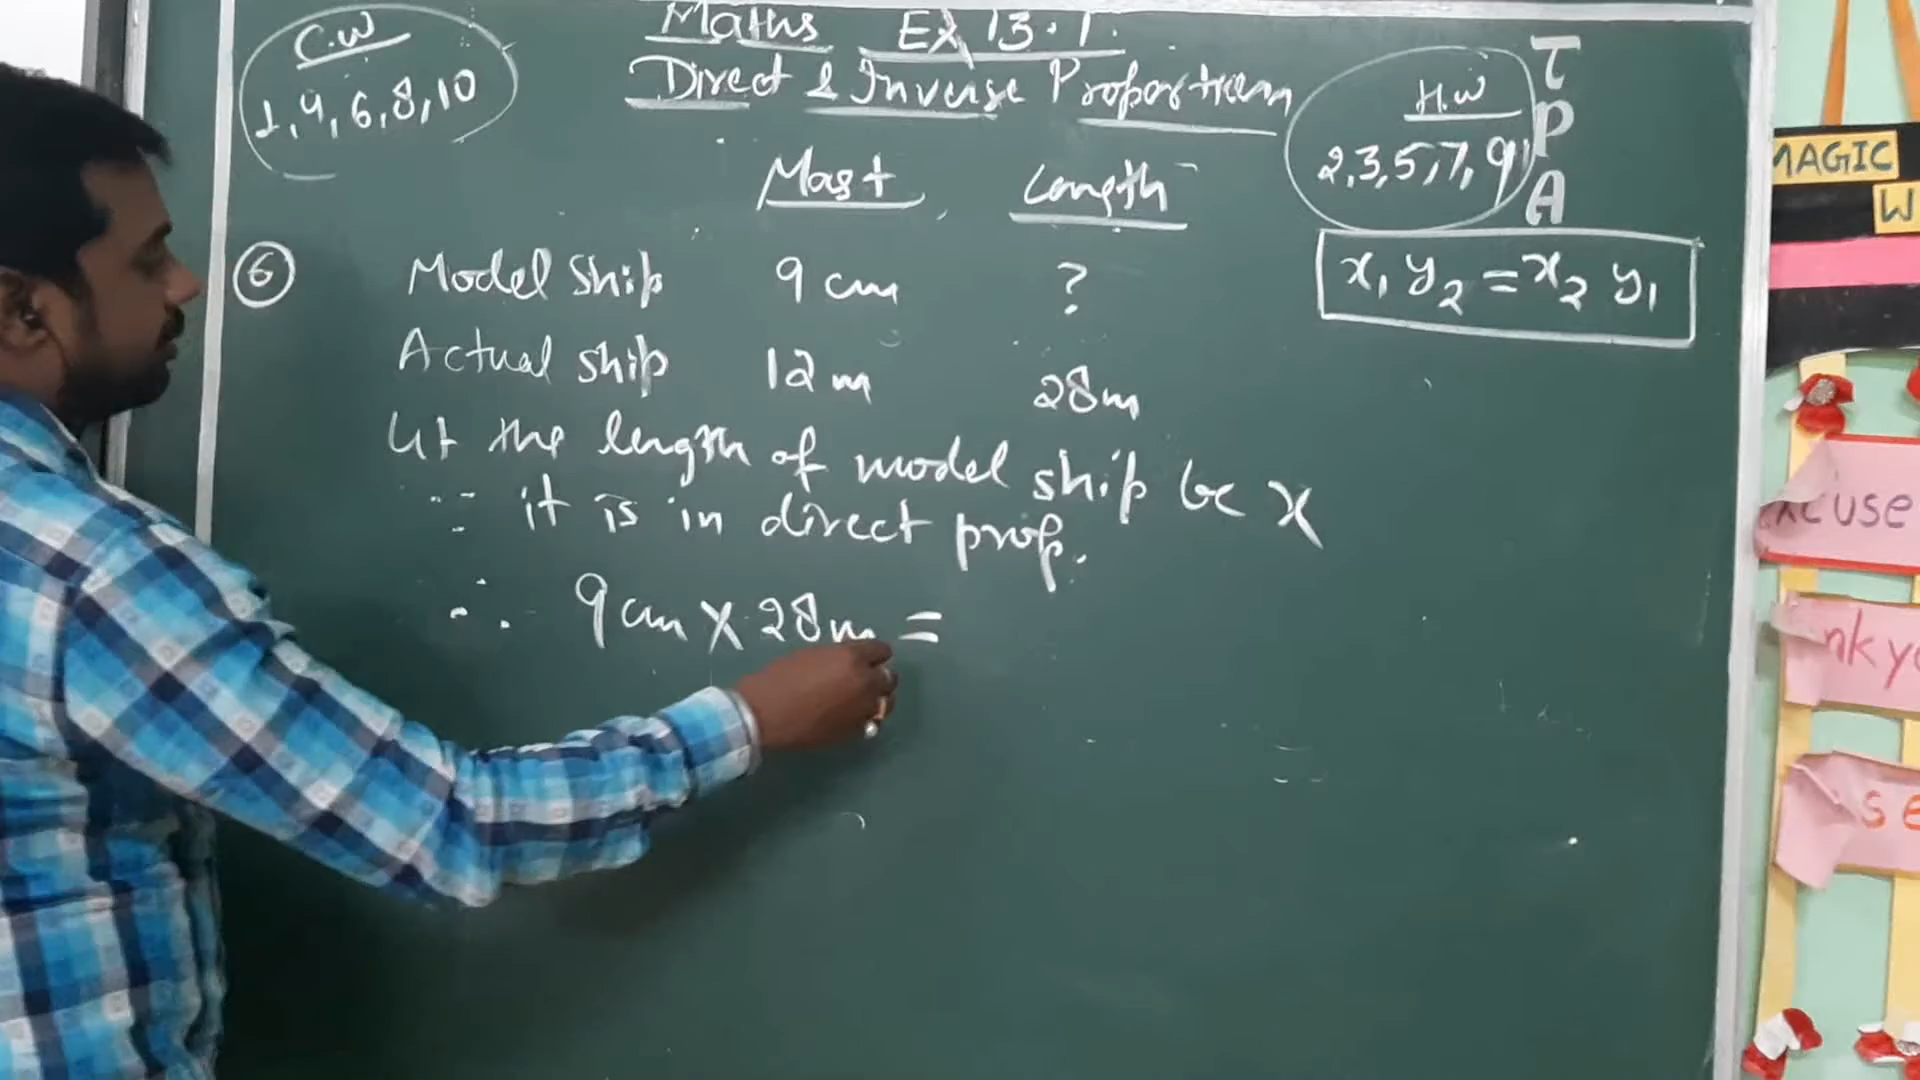 C.W
1, 4, 6, 8, 10
Maths Ex 13.1.
Direct & Inverse Proportion
H.W
2,3,5,7,9
T
P
A
Mast Length
x₁ y₂ = x₂ y₁
6 Model Ship 9 cm ?
Actual ship 12 m 28m
Let the length of model ship be x
∵ it is in direct prop.
∴ 9 cm × 28m =
MAGIC
W
xcuse
nk yo
s e